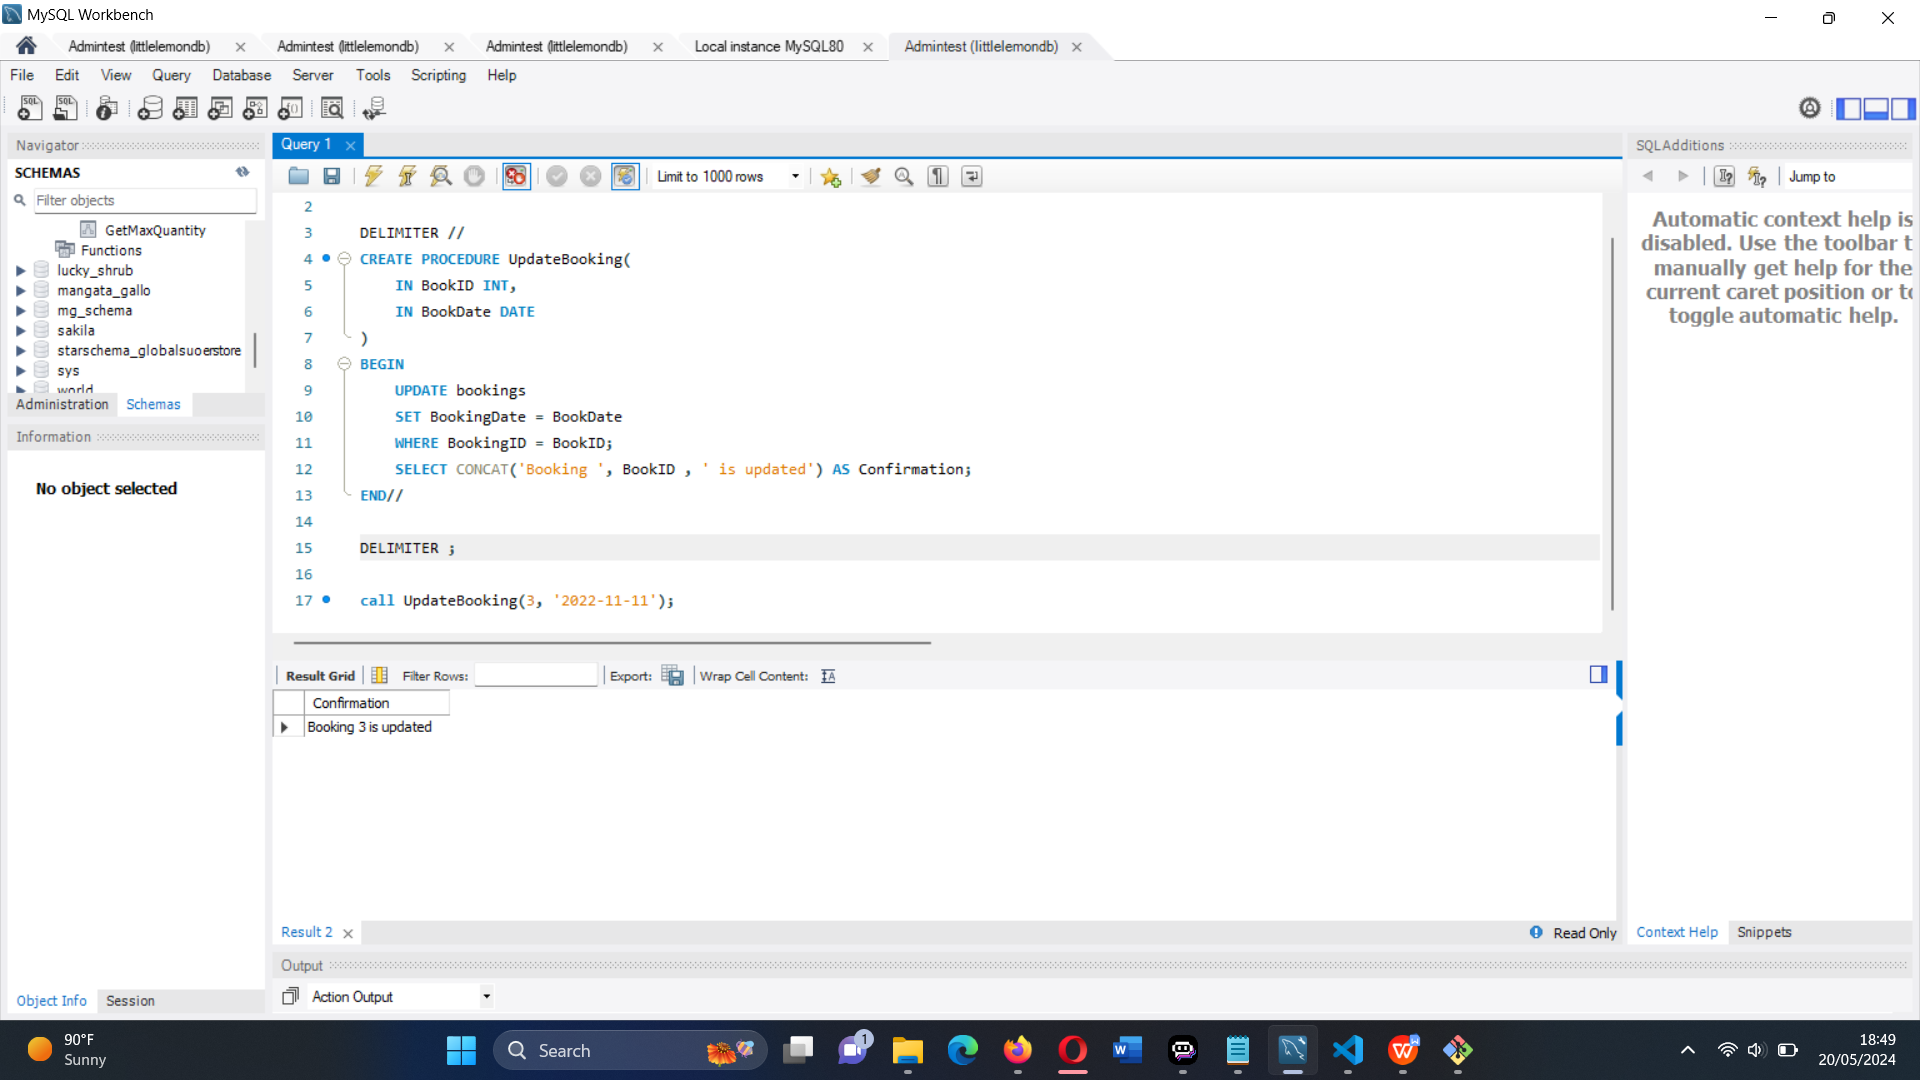 MySQL Workbench
Admintest (littlelemondb)
Admintest (littlelemondb)
Admintest (littlelemondb)
Local instance MySQL80
Admintest (littlelemondb)
File Edit View Query Database Server Tools Scripting Help
Navigator
SCHEMAS
Filter objects
GetMaxQuantity
Functions
lucky_shrub
mangata_gallo
mg_schema
sakila
starschema_globalsuoerstore
sys
world
Administration Schemas
Information
No object selected
Object Info Session
Query 1
Limit to 1000 rows
2
3 DELIMITER //
4 CREATE PROCEDURE UpdateBooking(
5 IN BookID INT,
6 IN BookDate DATE
7 )
8 BEGIN
9 UPDATE bookings
10 SET BookingDate = BookDate
11 WHERE BookingID = BookID;
12 SELECT CONCAT('Booking ', BookID , ' is updated') AS Confirmation;
13 END//
14
15 DELIMITER ;
16
17 call UpdateBooking(3, '2022-11-11');
Result Grid Filter Rows: Export: Wrap Cell Content:
Confirmation
Booking 3 is updated
Result 2 Read Only
Output
Action Output
SQLAdditions
Jump to
Automatic context help is
disabled. Use the toolbar t
manually get help for the
current caret position or to
toggle automatic help.
Context Help Snippets
90°F
Sunny
Search
1
18:49
20/05/2024